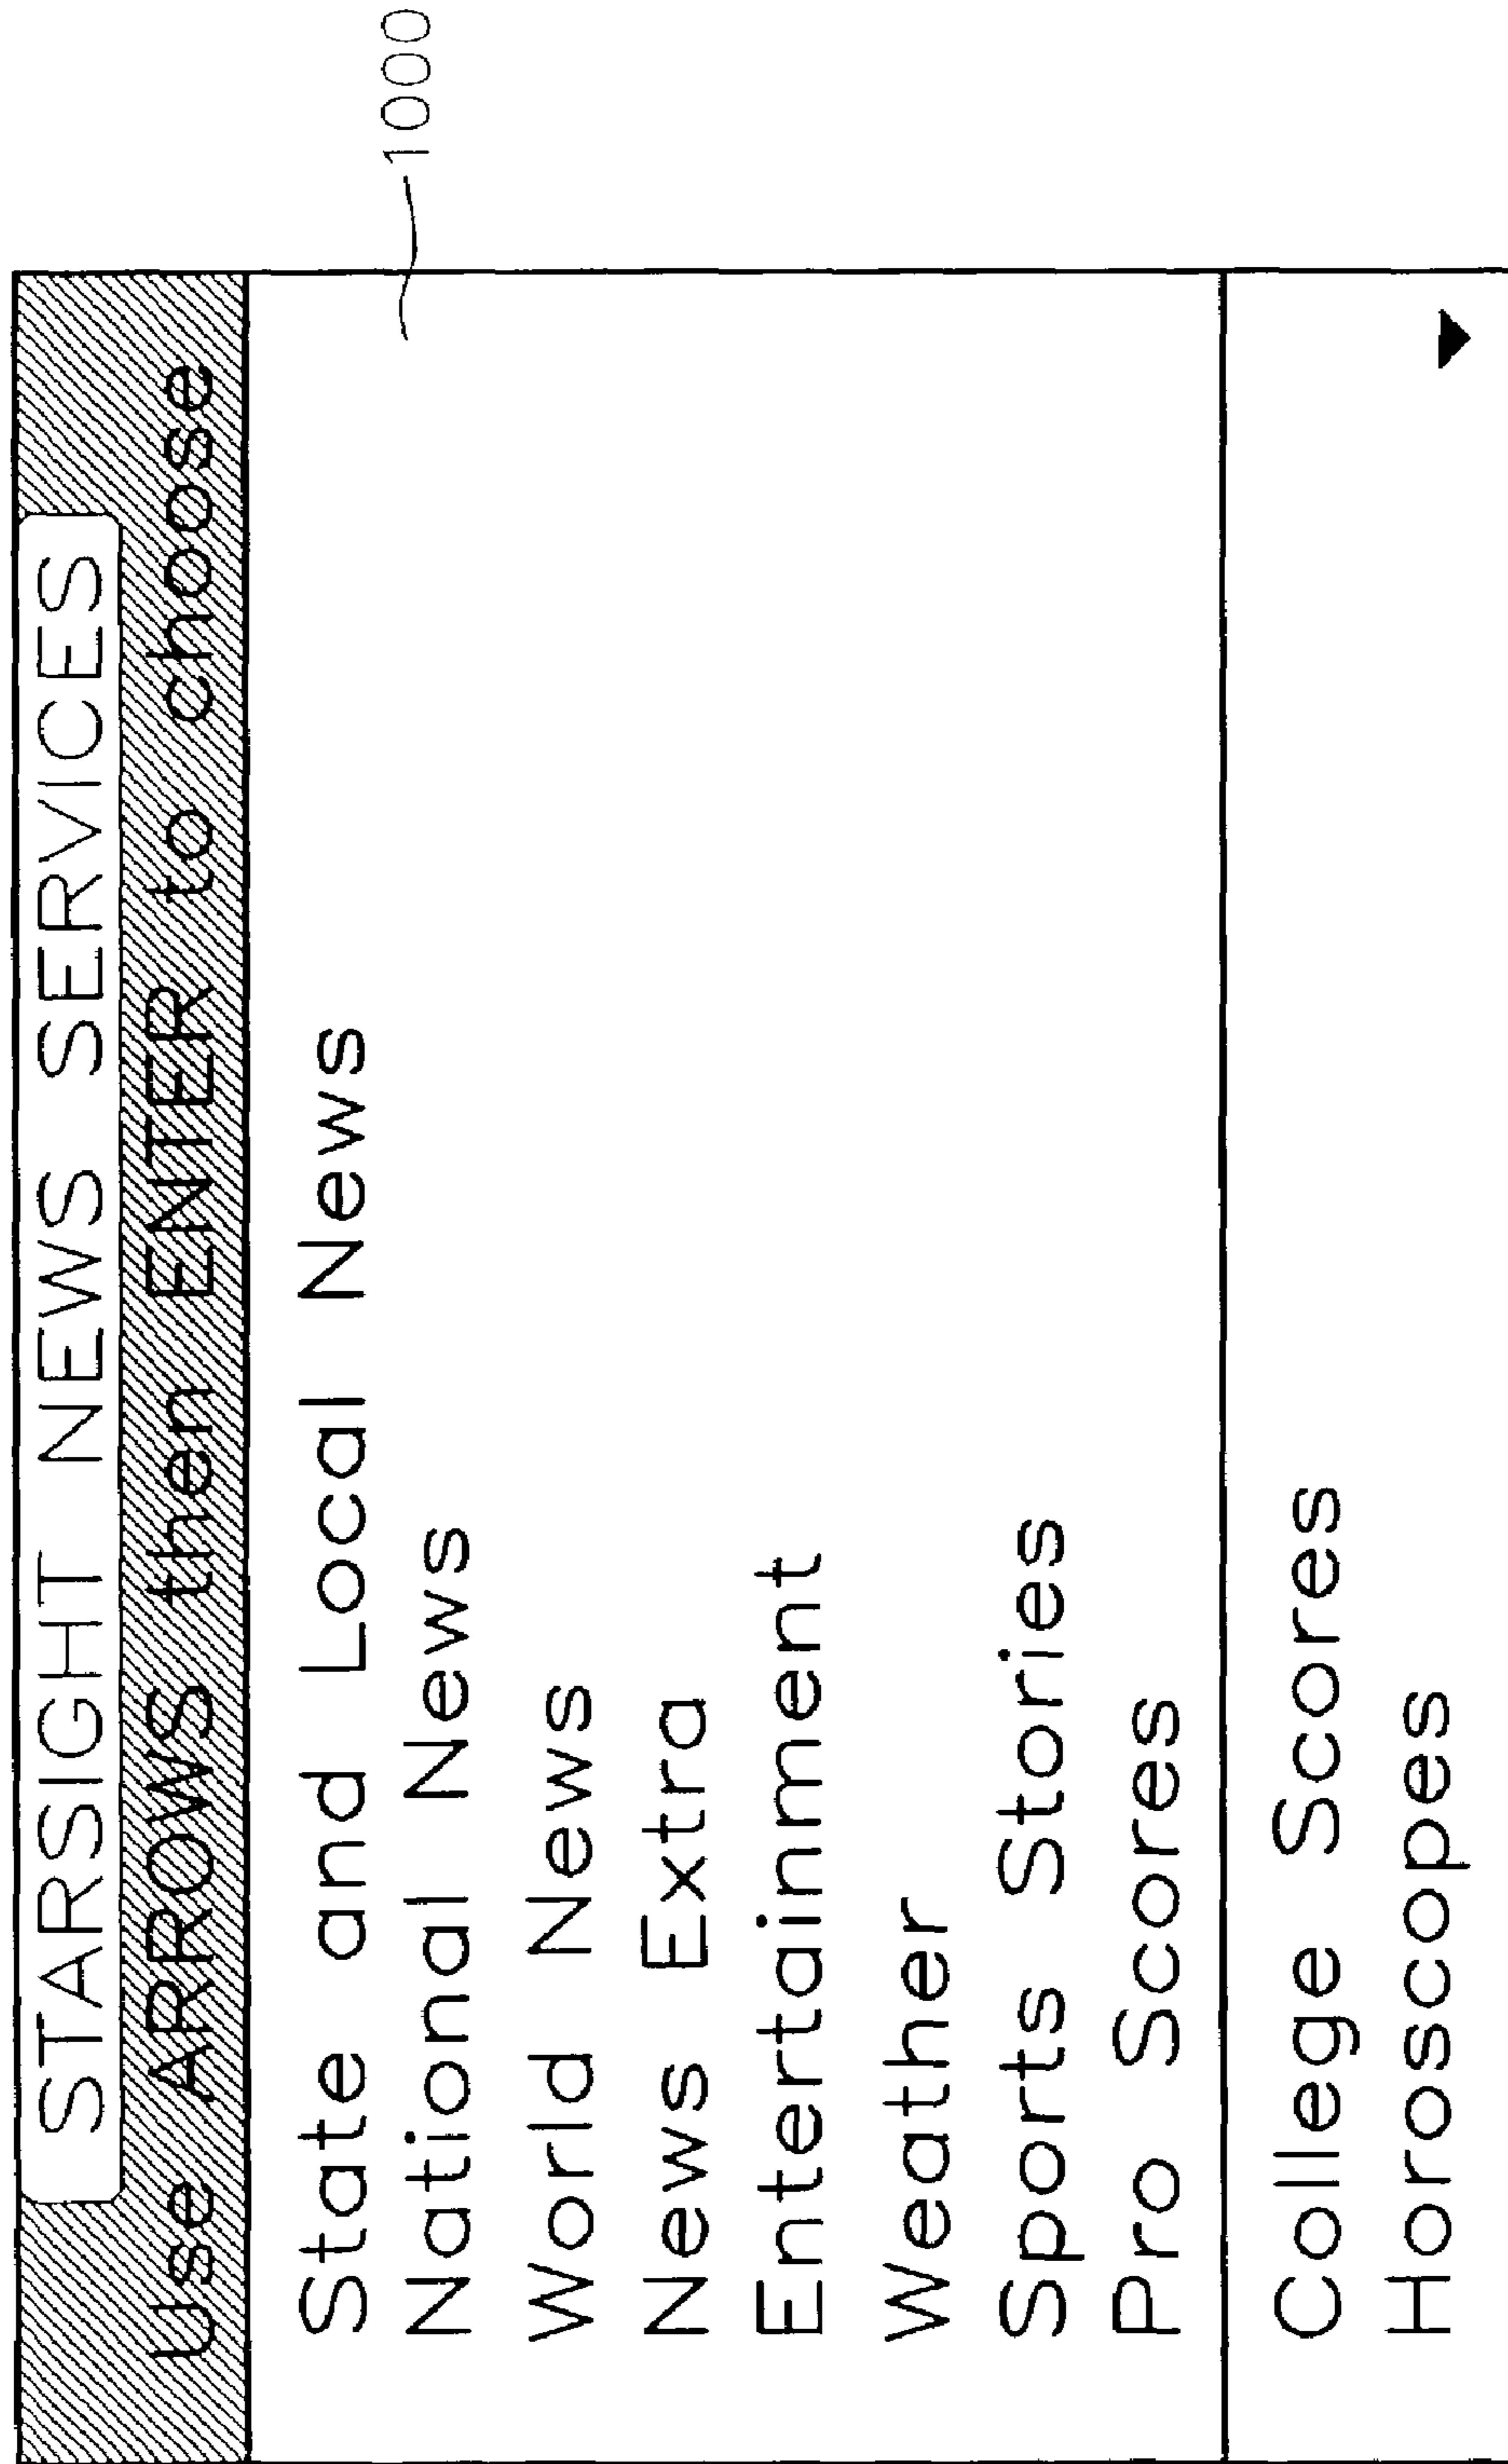 STARSIGHT NEWS SERVICES
Use ARROWS then ENTER to choose
1000
State and Local News
National News
World News
News Extra
Entertainment
Weather
Sports Stories
Pro Scores
College Scores
Horoscopes